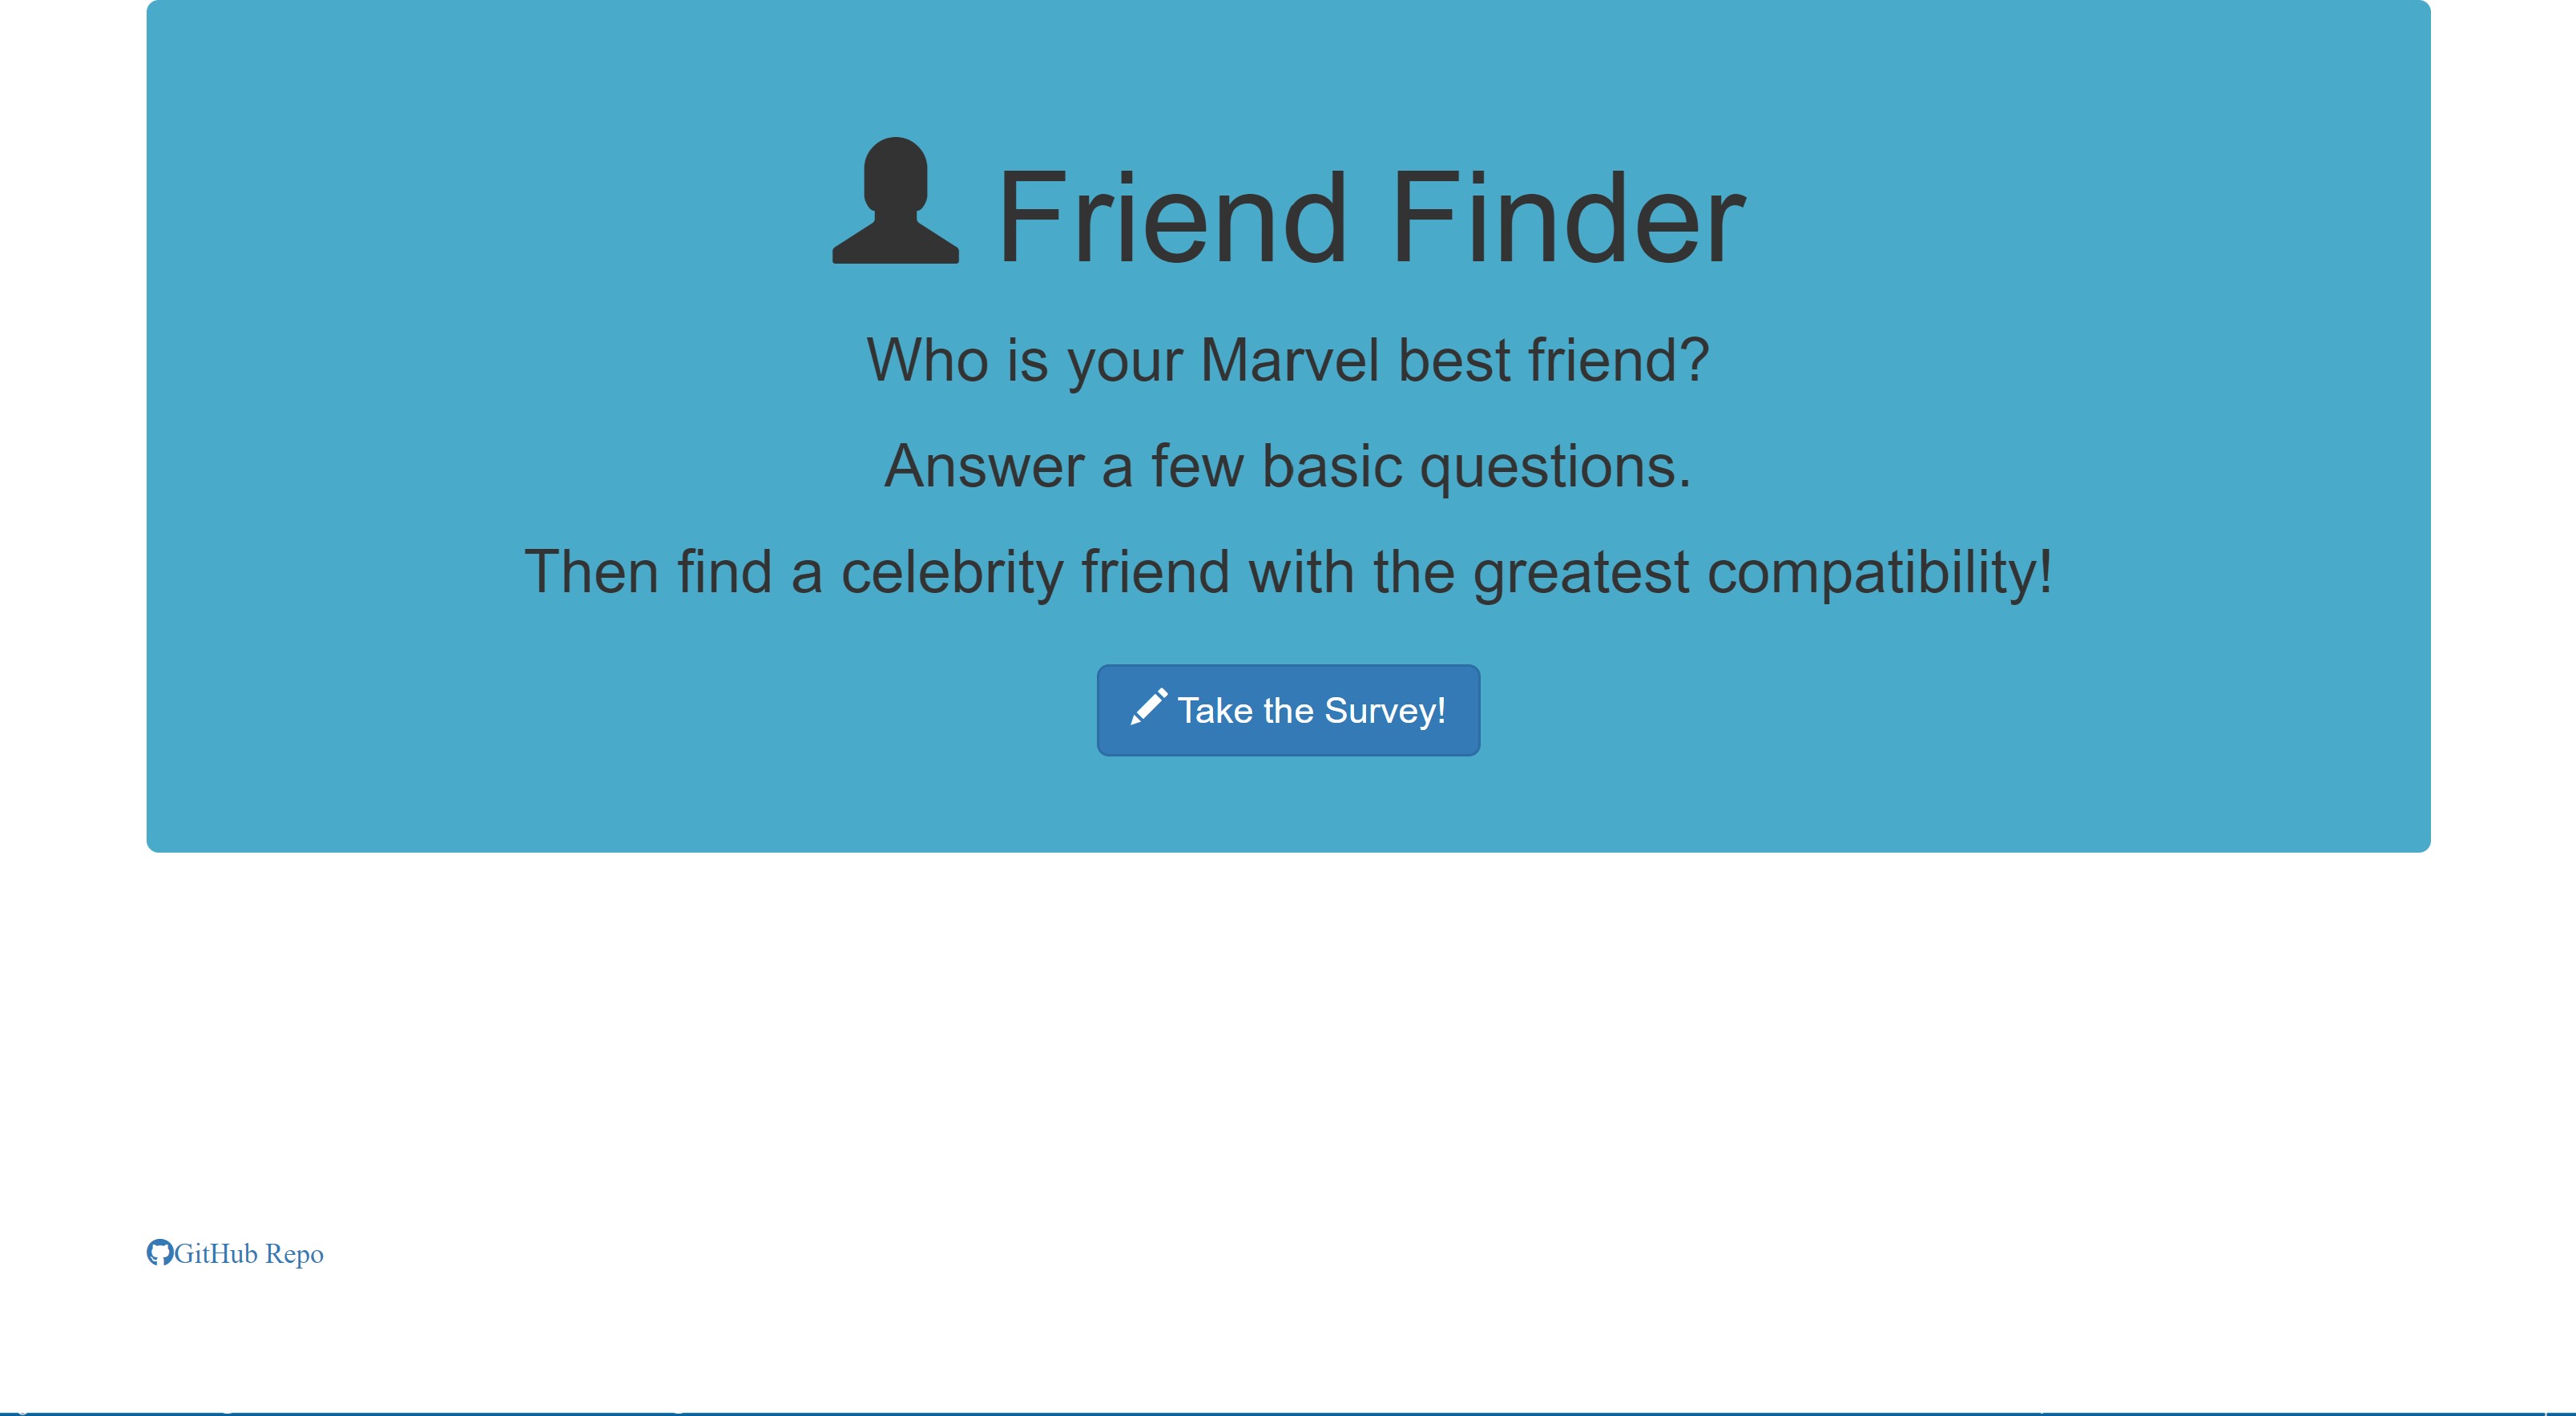 Friend Finder
Who is your Marvel best friend?
Answer a few basic questions.
Then find a celebrity friend with the greatest compatibility!
Take the Survey!
GitHub Repo